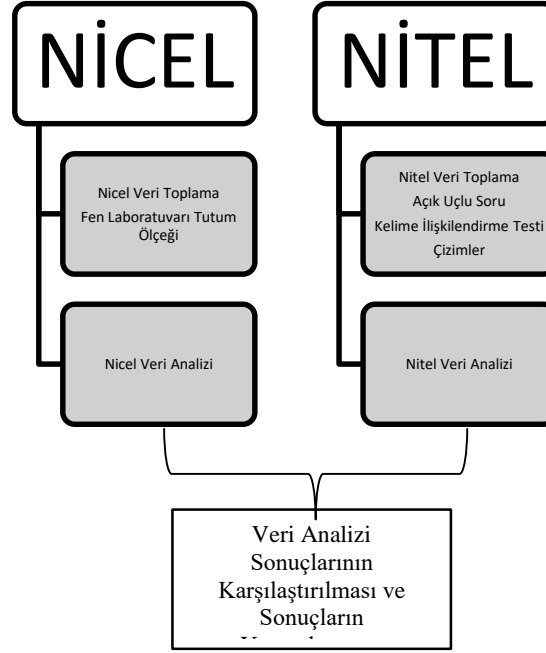 NİCEL
Nicel Veri Toplama
Fen Laboratuvarı Tutum
Ölçeği
Nicel Veri Analizi
NİTEL
Nitel Veri Toplama
Açık Uçlu Soru
Kelime İlişkilendirme Testi
Çizimler
Nitel Veri Analizi
Veri Analizi
Sonuçlarının
Karşılaştırılması ve
Sonuçların